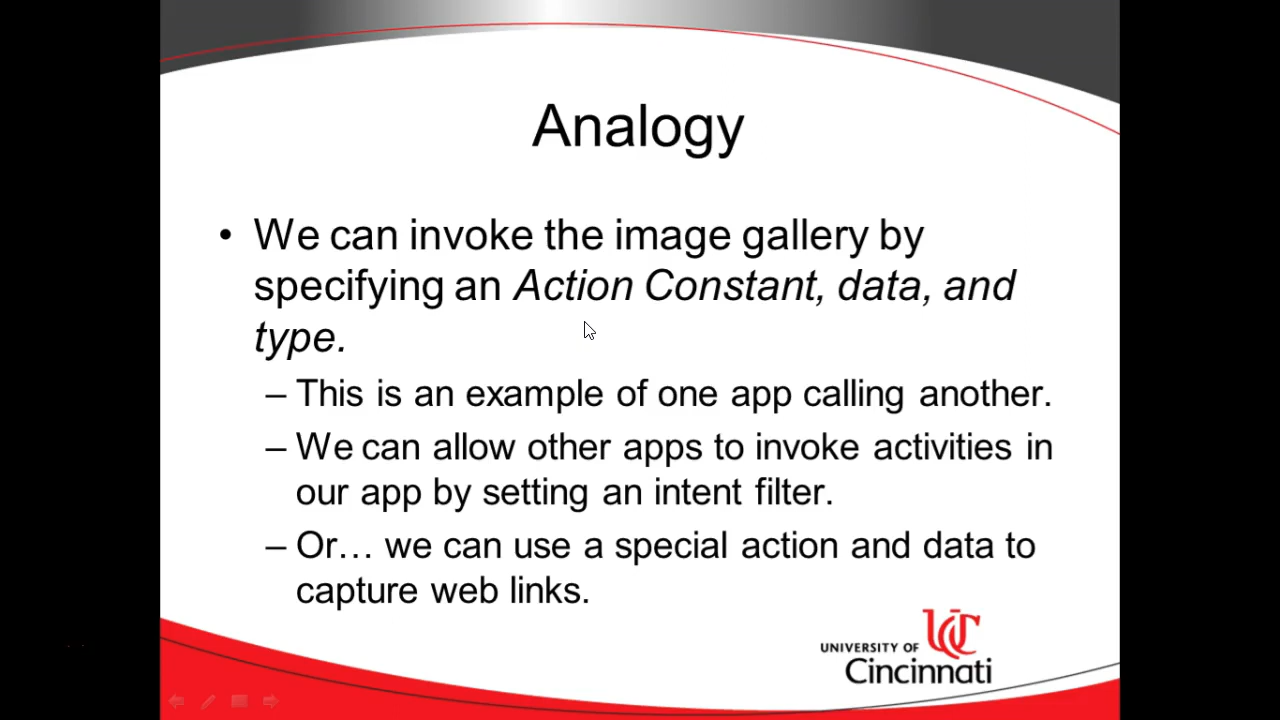 Analogy
• We can invoke the image gallery by
specifying an Action Constant, data, and
type.
– This is an example of one app calling another.
– We can allow other apps to invoke activities in
our app by setting an intent filter.
– Or… we can use a special action and data to
capture web links.
UC
UNIVERSITY OF
Cincinnati